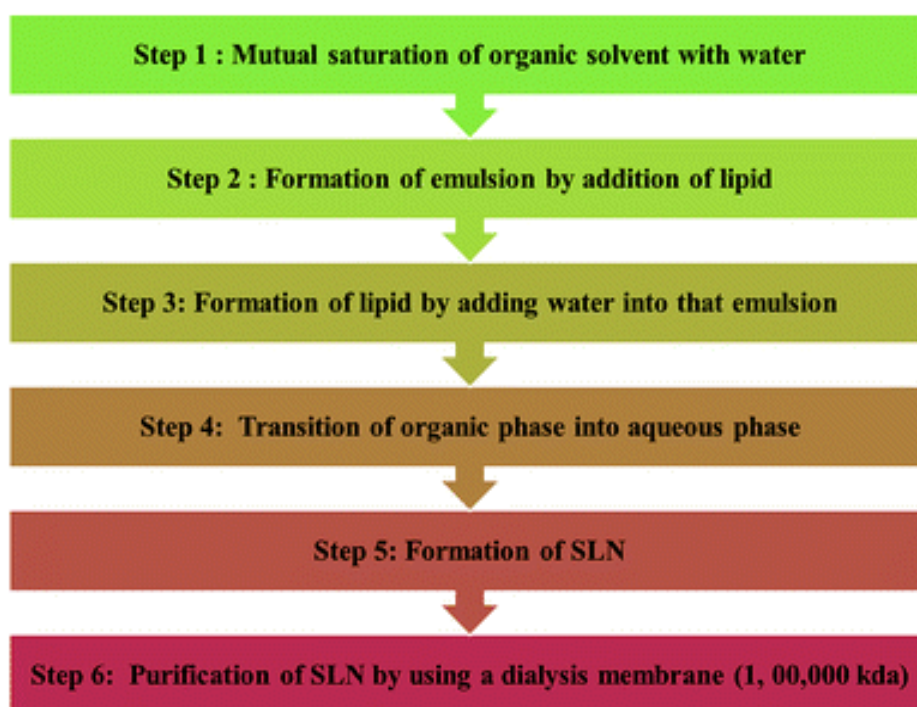 Step 1 : Mutual saturation of organic solvent with water
Step 2 : Formation of emulsion by addition of lipid
Step 3: Formation of lipid by adding water into that emulsion
Step 4: Transition of organic phase into aqueous phase
Step 5: Formation of SLN
Step 6: Purification of SLN by using a dialysis membrane (1, 00,000 kda)